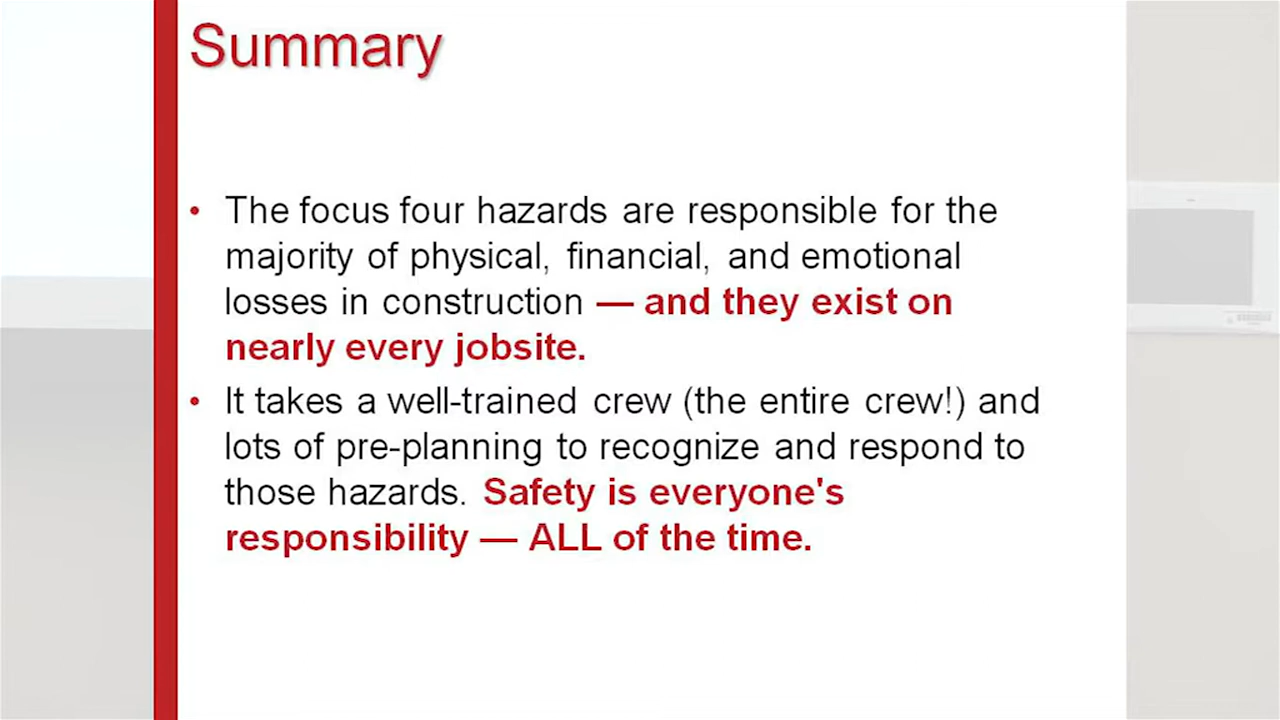 Summary
• The focus four hazards are responsible for the
majority of physical, financial, and emotional
losses in construction — and they exist on
nearly every jobsite.
• It takes a well-trained crew (the entire crew!) and
lots of pre-planning to recognize and respond to
those hazards. Safety is everyone's
responsibility — ALL of the time.